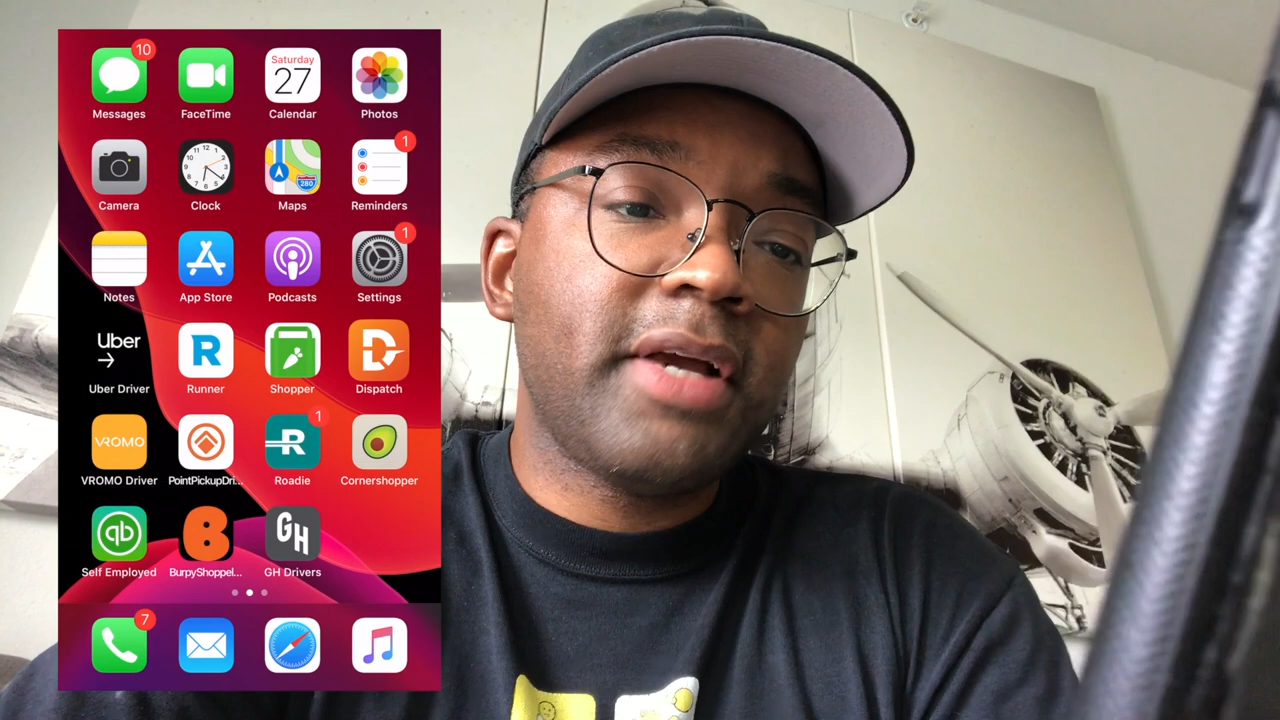 10
Saturday
27
Messages FaceTime Calendar Photos
1
280
Camera Clock Maps Reminders
1
Notes App Store Podcasts Settings
Uber R D
Uber Driver Runner Shopper Dispatch
1
VROMO R
VROMO Driver PointPickupDri... Roadie Cornershopper
qb B GH
Self Employed BurpyShoppel... GH Drivers
7